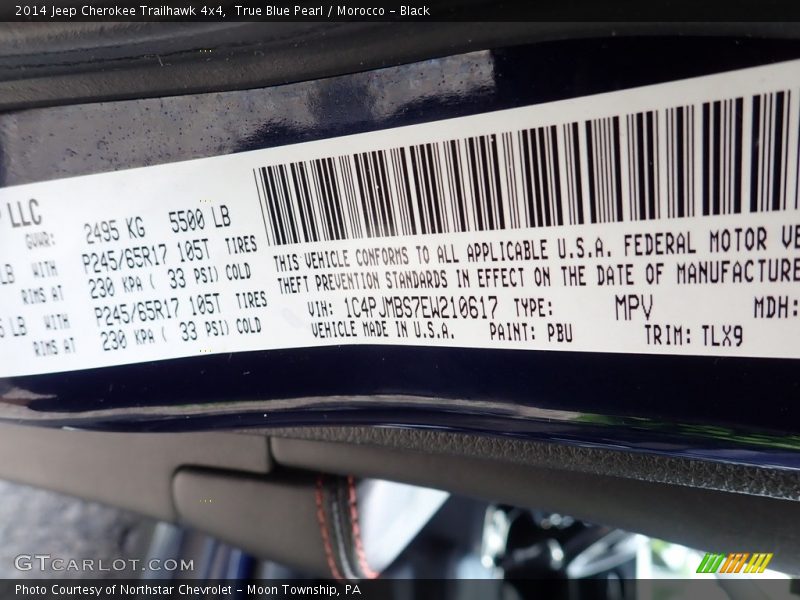 2014 Jeep Cherokee Trailhawk 4x4, True Blue Pearl / Morocco - Black
LLC
GVWR: 2495 KG 5500 LB
LB WITH P245/65R17 105T TIRES
RIMS AT 230 KPA ( 33 PSI) COLD
LB WITH P245/65R17 105T TIRES
RIMS AT 230 KPA ( 33 PSI) COLD
THIS VEHICLE CONFORMS TO ALL APPLICABLE U.S.A. FEDERAL MOTOR VE
THEFT PREVENTION STANDARDS IN EFFECT ON THE DATE OF MANUFACTURE
VIN: 1C4PJMBS7EW210617 TYPE: MPV MDH:
VEHICLE MADE IN U.S.A. PAINT: PBU TRIM: TLX9
GTCARLOT.COM
Photo Courtesy of Northstar Chevrolet - Moon Township, PA